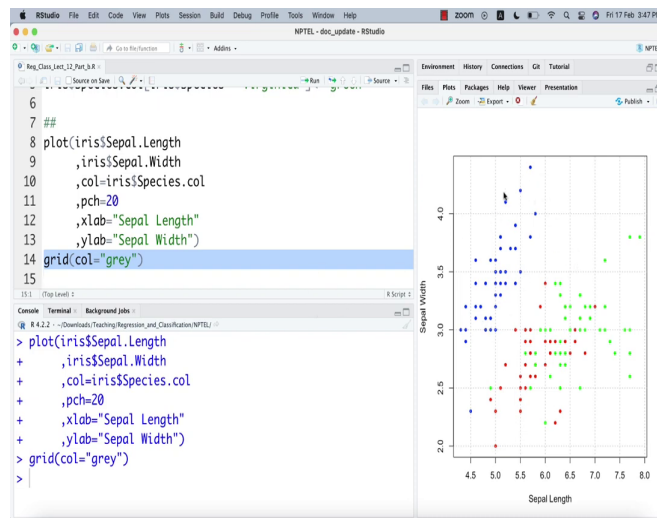 RStudio File Edit Code View Plots Session Build Debug Profile Tools Window Help zoom Fri 17 Feb 3:47 P
NPTEL - doc_update - RStudio
Go to file/function Addins NPTE
Reg_Class_Lect_12_Part_b.R Source on Save Run Source
6
7 ##
8 plot(iris$Sepal.Length
9 ,iris$Sepal.Width
10 ,col=iris$Species.col
11 ,pch=20
12 ,xlab="Sepal Length"
13 ,ylab="Sepal Width")
14 grid(col="grey")
15
15:1 (Top Level) R Script
Console Terminal Background Jobs
R 4.2.2 · ~/Downloads/Teaching/Regression_and_Classification/NPTEL/
> plot(iris$Sepal.Length
+ ,iris$Sepal.Width
+ ,col=iris$Species.col
+ ,pch=20
+ ,xlab="Sepal Length"
+ ,ylab="Sepal Width")
> grid(col="grey")
>
Environment History Connections Git Tutorial
Files Plots Packages Help Viewer Presentation
Zoom Export Publish
Sepal Width
4.0
3.5
3.0
2.5
2.0
4.5 5.0 5.5 6.0 6.5 7.0 7.5 8.0
Sepal Length